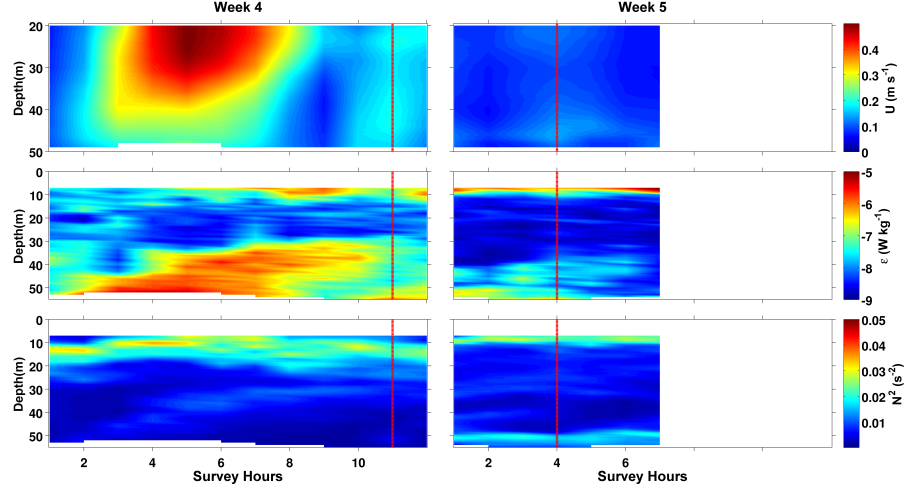 Week 4
Week 5
20
30
40
50
Depth(m)
0.4
0.3
0.2
0.1
0
U (m s⁻¹)
0
10
20
30
40
50
Depth(m)
-5
-6
-7
-8
-9
ε (W kg⁻¹)
0
10
20
30
40
50
Depth(m)
0.05
0.04
0.03
0.02
0.01
N² (s⁻²)
2 4 6 8 10
2 4 6
Survey Hours
Survey Hours